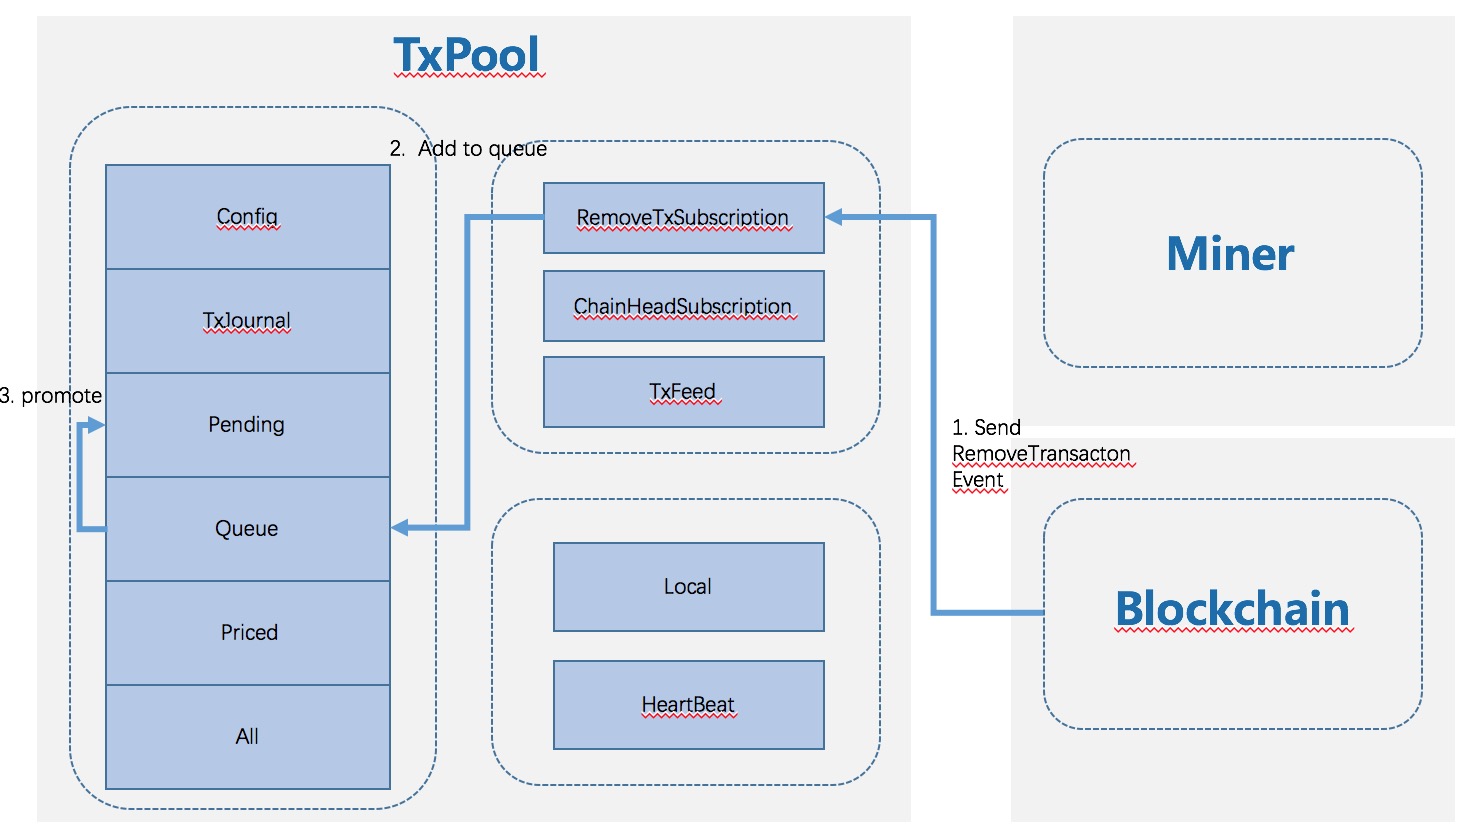 TxPool
2. Add to queue
Config
TxJournal
3. promote
Pending
Queue
Priced
All
RemoveTxSubscription
ChainHeadSubscription
TxFeed
Local
HeartBeat
Miner
1. Send
RemoveTransacton
Event
Blockchain